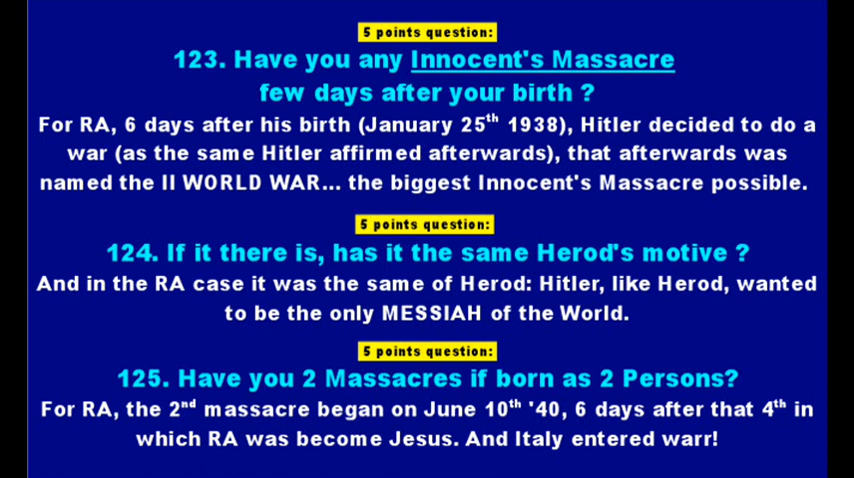 5 points question:
123. Have you any Innocent's Massacre
few days after your birth ?
For RA, 6 days after his birth (January 25th 1938), Hitler decided to do a
war (as the same Hitler affirmed afterwards), that afterwards was
named the II WORLD WAR... the biggest Innocent's Massacre possible.
5 points question:
124. If it there is, has it the same Herod's motive ?
And in the RA case it was the same of Herod: Hitler, like Herod, wanted
to be the only MESSIAH of the World.
5 points question:
125. Have you 2 Massacres if born as 2 Persons?
For RA, the 2nd massacre began on June 10th '40, 6 days after that 4th in
which RA was become Jesus. And Italy entered warr!